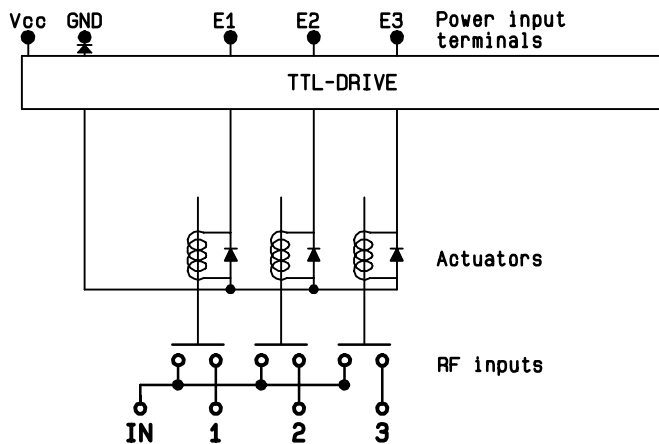 Vcc GND E1 E2 E3 Power input
terminals
TTL-DRIVE
Actuators
RF inputs
IN 1 2 3